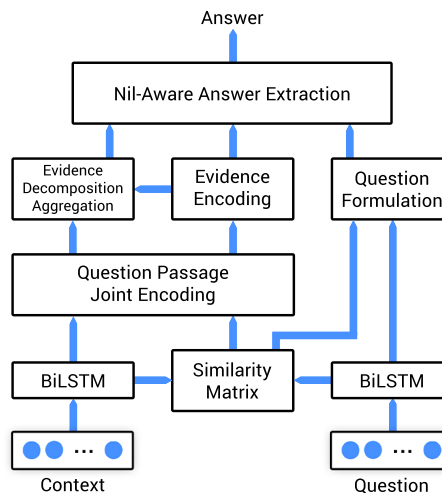 Answer
Nil-Aware Answer Extraction
Evidence
Decomposition
Aggregation
Evidence
Encoding
Question
Formulation
Question Passage
Joint Encoding
BiLSTM
Similarity
Matrix
BiLSTM
...
...
Context
Question